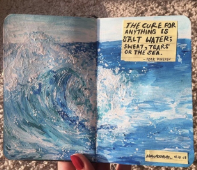 THE CURE FOR
ANYTHING IS
SALT WATER:
SWEAT, TEARS
OR THE SEA.